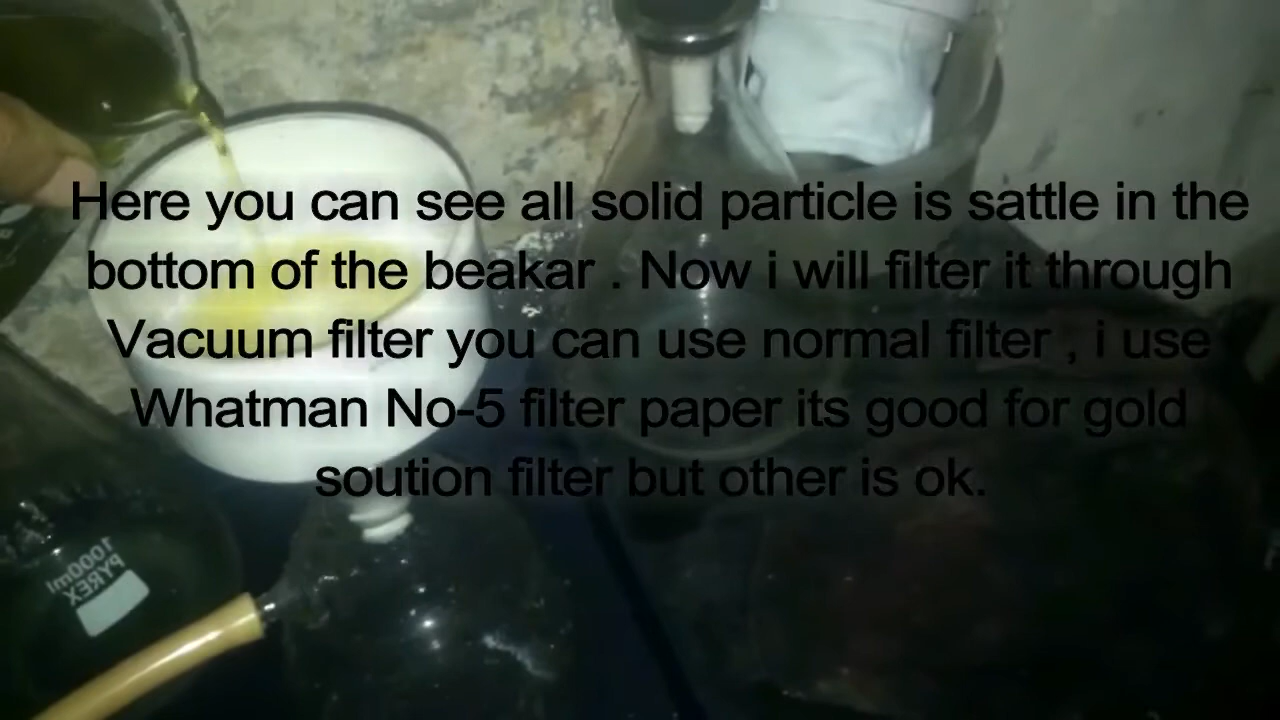 Here you can see all solid particle is sattle in the
bottom of the beakar . Now i will filter it through
Vacuum filter you can use normal filter , i use
Whatman No-5 filter paper its good for gold
soution filter but other is ok.
1000ml
PYREX